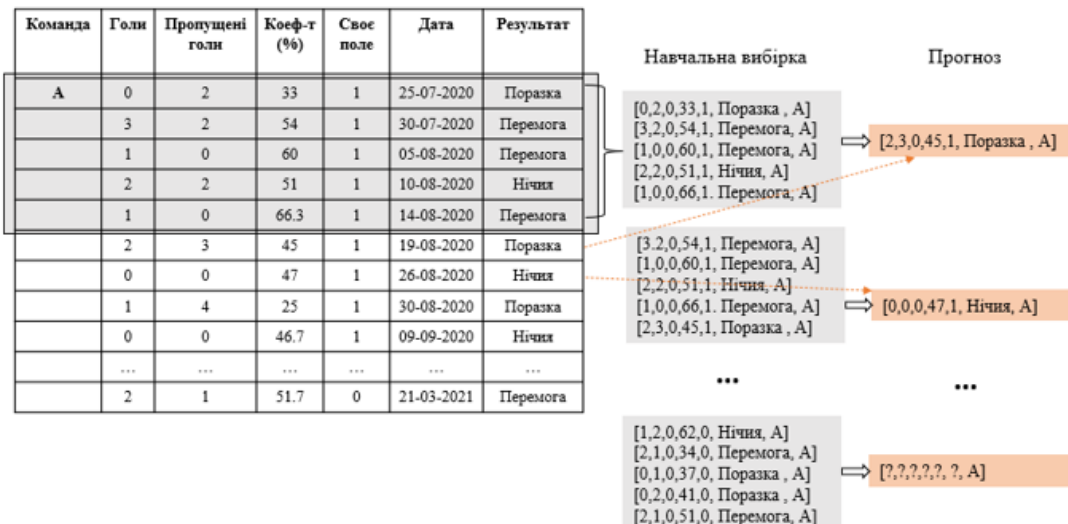 Команда Голи Пропущені голи Коеф-т (%) Своє поле Дата Результат
А 0 2 33 1 25-07-2020 Поразка
3 2 54 1 30-07-2020 Перемога
1 0 60 1 05-08-2020 Перемога
2 2 51 1 10-08-2020 Нічия
1 0 66.3 1 14-08-2020 Перемога
2 3 45 1 19-08-2020 Поразка
0 0 47 1 26-08-2020 Нічия
1 4 25 1 30-08-2020 Поразка
0 0 46.7 1 09-09-2020 Нічия
... ... ... ... ... ...
2 1 51.7 0 21-03-2021 Перемога
Навчальна вибірка
[0,2,0,33,1, Поразка , А]
[3,2,0,54,1, Перемога, А]
[1,0,0,60,1, Перемога, А]
[2,2,0,51,1, Нічия, А]
[1,0,0,66,1. Перемога, А]
[3.2,0,54,1, Перемога, А]
[1,0,0,60,1, Перемога, А]
[2,2,0,51,1, Нічия, А]
[1,0,0,66,1. Перемога, А]
[2,3,0,45,1, Поразка , А]
...
[1,2,0,62,0, Нічия, А]
[2,1,0,34,0, Перемога, А]
[0,1,0,37,0, Поразка , А]
[0,2,0,41,0, Поразка , А]
[2,1,0,51,0, Перемога, А]
Прогноз
[2,3,0,45,1, Поразка , А]
[0,0,0,47,1, Нічия, А]
...
[?,?,?,?,?, ?, А]